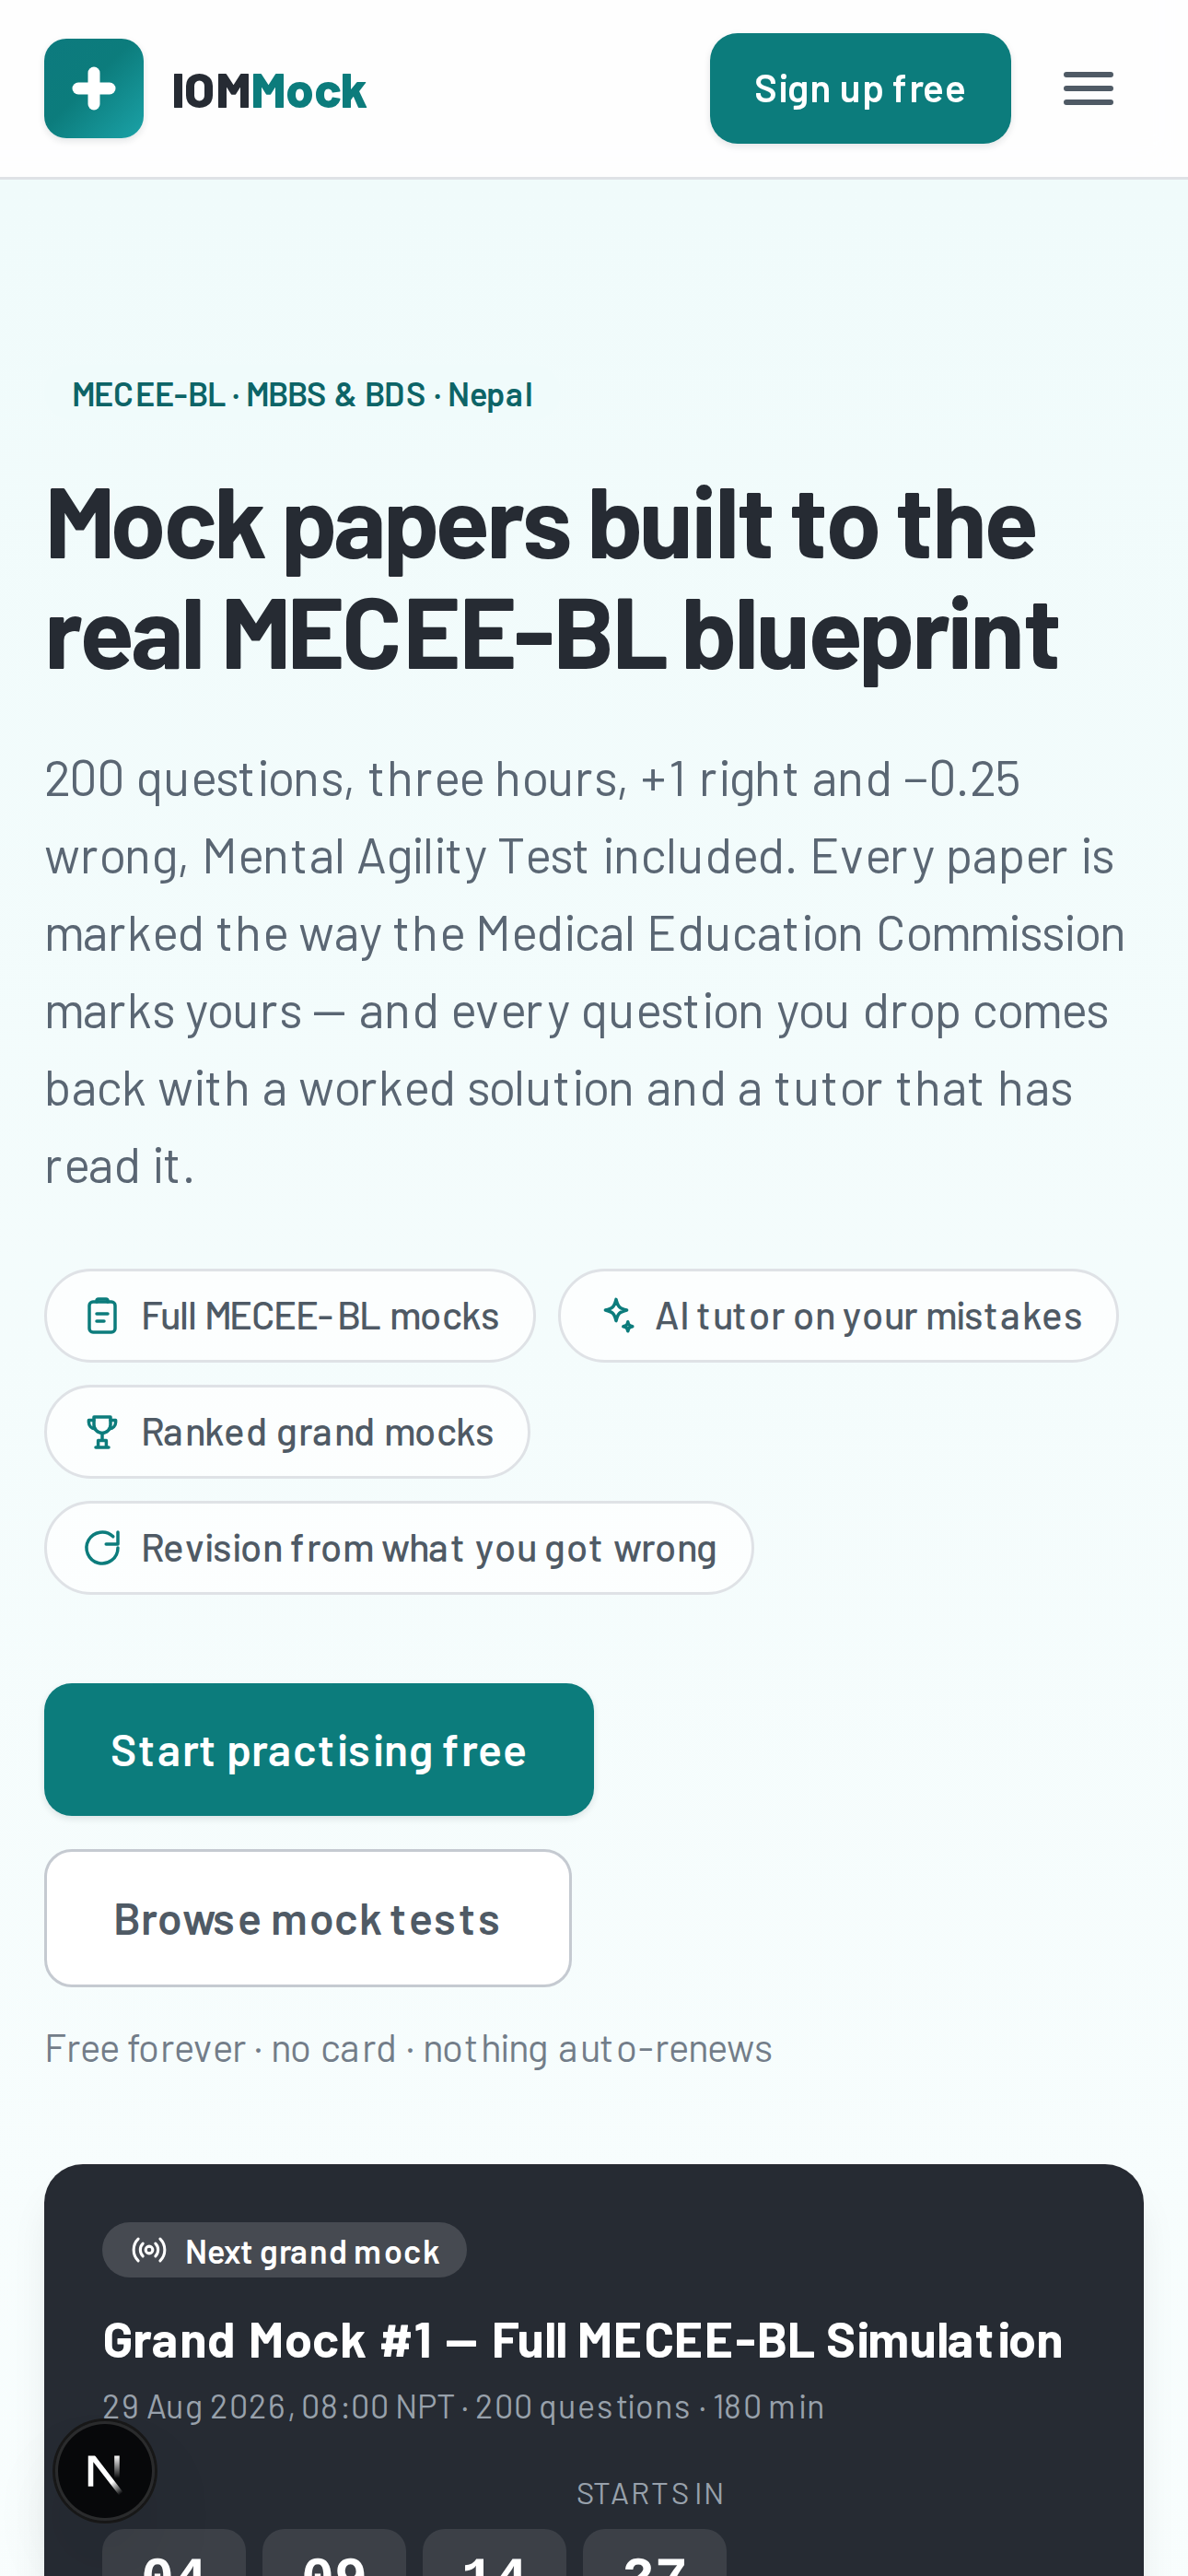 IOMMock
Sign up free
MECEE-BL · MBBS & BDS · Nepal
Mock papers built to the
real MECEE-BL blueprint
200 questions, three hours, +1 right and −0.25
wrong, Mental Agility Test included. Every paper is
marked the way the Medical Education Commission
marks yours — and every question you drop comes
back with a worked solution and a tutor that has
read it.
Full MECEE-BL mocks
AI tutor on your mistakes
Ranked grand mocks
Revision from what you got wrong
Start practising free
Browse mock tests
Free forever · no card · nothing auto-renews
Next grand mock
Grand Mock #1 — Full MECEE-BL Simulation
29 Aug 2026, 08:00 NPT · 200 questions · 180 min
N
STARTS IN
04 09 14 27